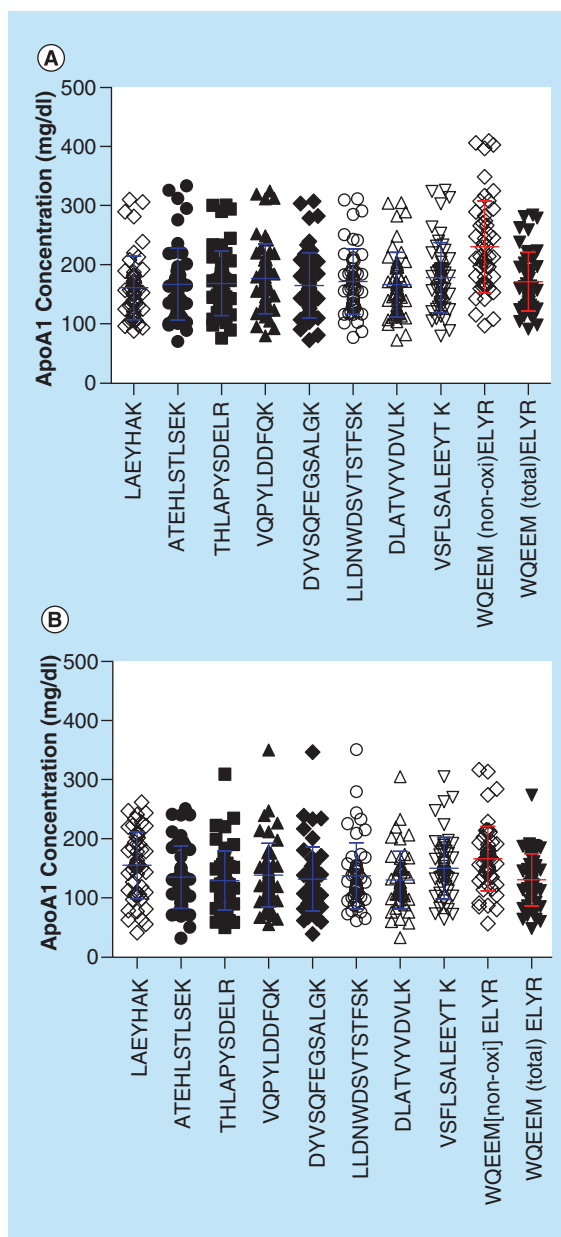 A
ApoA1 Concentration (mg/dl)
500
400
300
200
100
0
LAEYHAK
ATEHLSTLSEK
THLAPYSDELR
VQPYLDDFQK
DYVSQFEGSALGK
LLDNWDSVTSTFSK
DLATVYVDVLK
VSFLSALEEYT K
WQEEM (non-oxi)ELYR
WQEEM (total)ELYR
B
ApoA1 Concentration (mg/dl)
500
400
300
200
100
0
LAEYHAK
ATEHLSTLSEK
THLAPYSDELR
VQPYLDDFQK
DYVSQFEGSALGK
LLDNWDSVTSTFSK
DLATVYVDVLK
VSFLSALEEYT K
WQEEM[non-oxi] ELYR
WQEEM (total) ELYR